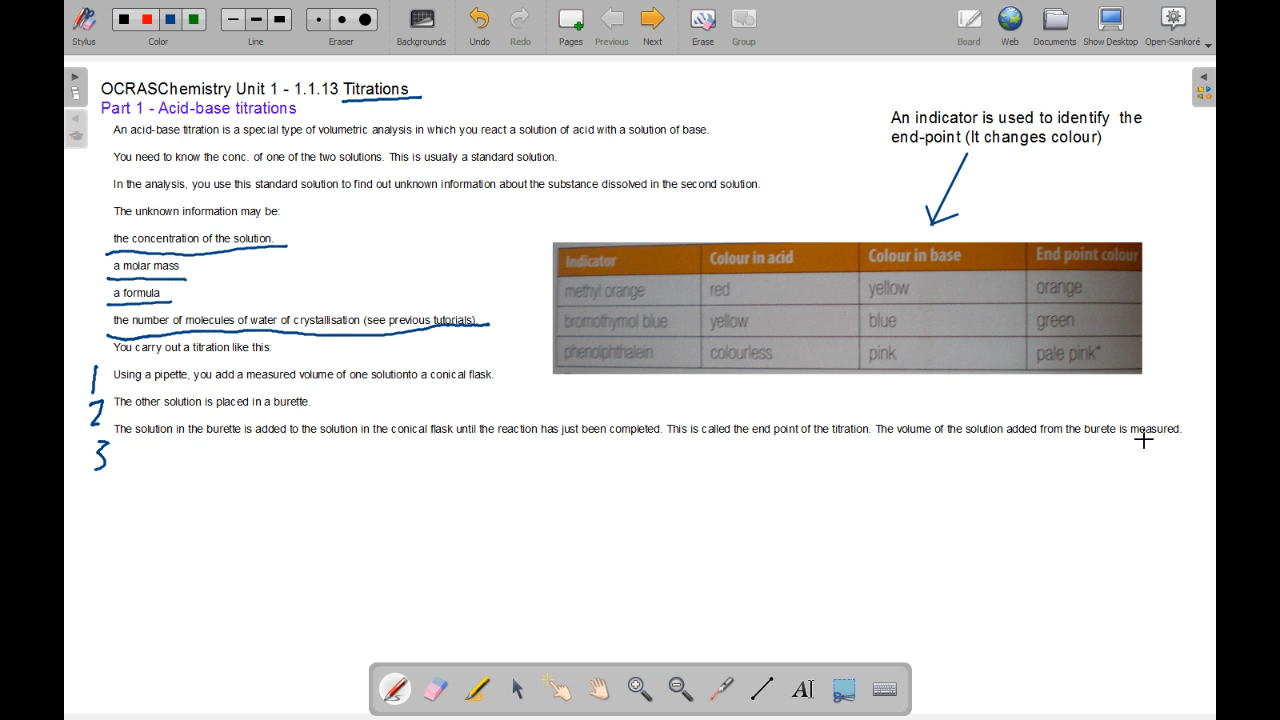 Stylus
Color
Line
Eraser
Backgrounds
Undo
Redo
Pages
Previous
Next
Erase
Group
Board
Web
Documents
Show Desktop
Open-Sankoré
OCRASChemistry Unit 1 - 1.1.13 Titrations
Part 1 - Acid-base titrations
An acid-base titration is a special type of volumetric analysis in which you react a solution of acid with a solution of base.
You need to know the conc. of one of the two solutions. This is usually a standard solution.
In the analysis, you use this standard solution to find out unknown information about the substance dissolved in the second solution.
The unknown information may be:
the concentration of the solution.
a molar mass
a formula
the number of molecules of water of crystallisation (see previous tutorials)
You carry out a titration like this:
1 Using a pipette, you add a measured volume of one solutionto a conical flask.
2 The other solution is placed in a burette.
3 The solution in the burette is added to the solution in the conical flask until the reaction has just been completed. This is called the end point of the titration. The volume of the solution added from the burete is measured.
An indicator is used to identify the
end-point (It changes colour)
Indicator Colour in acid Colour in base End point colour
methyl orange red yellow orange
bromothymol blue yellow blue green
phenolphthalein colourless pink pale pink*